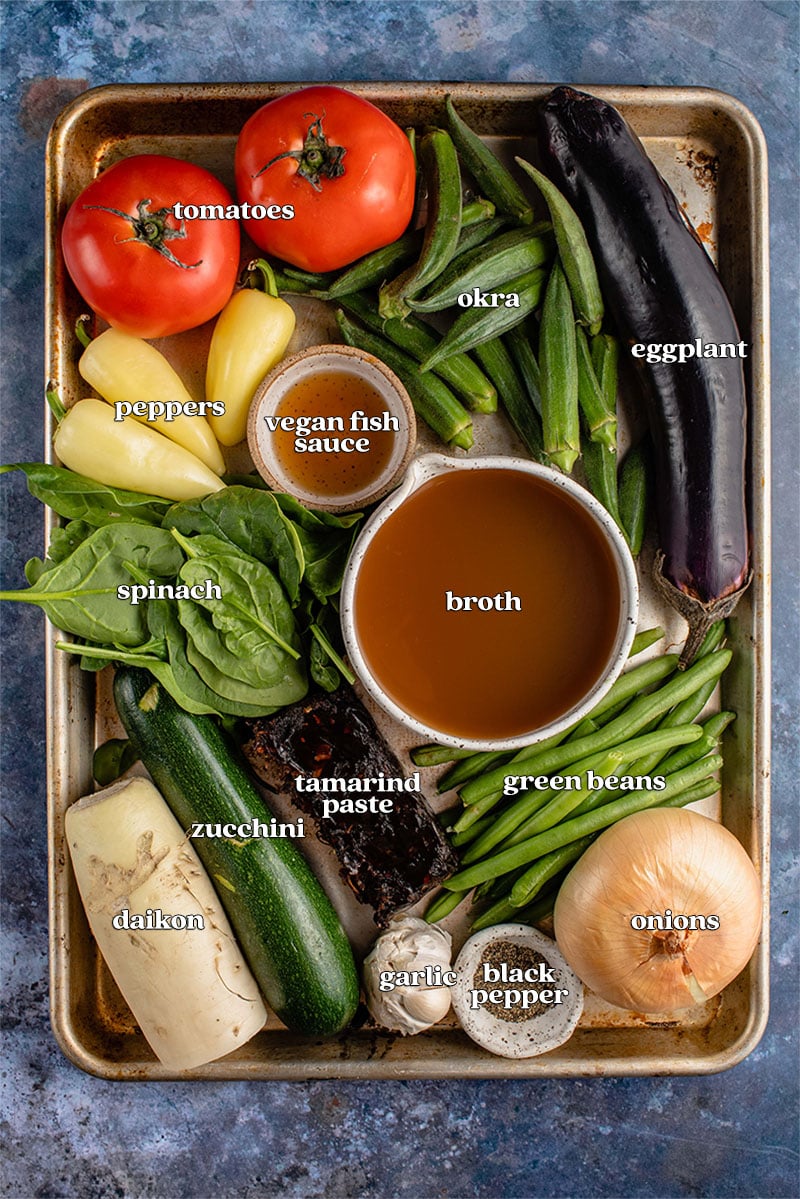 tomatoes
okra
eggplant
peppers
vegan fish
sauce
spinach
broth
tamarind
paste
green beans
zucchini
daikon
onions
garlic
black
pepper